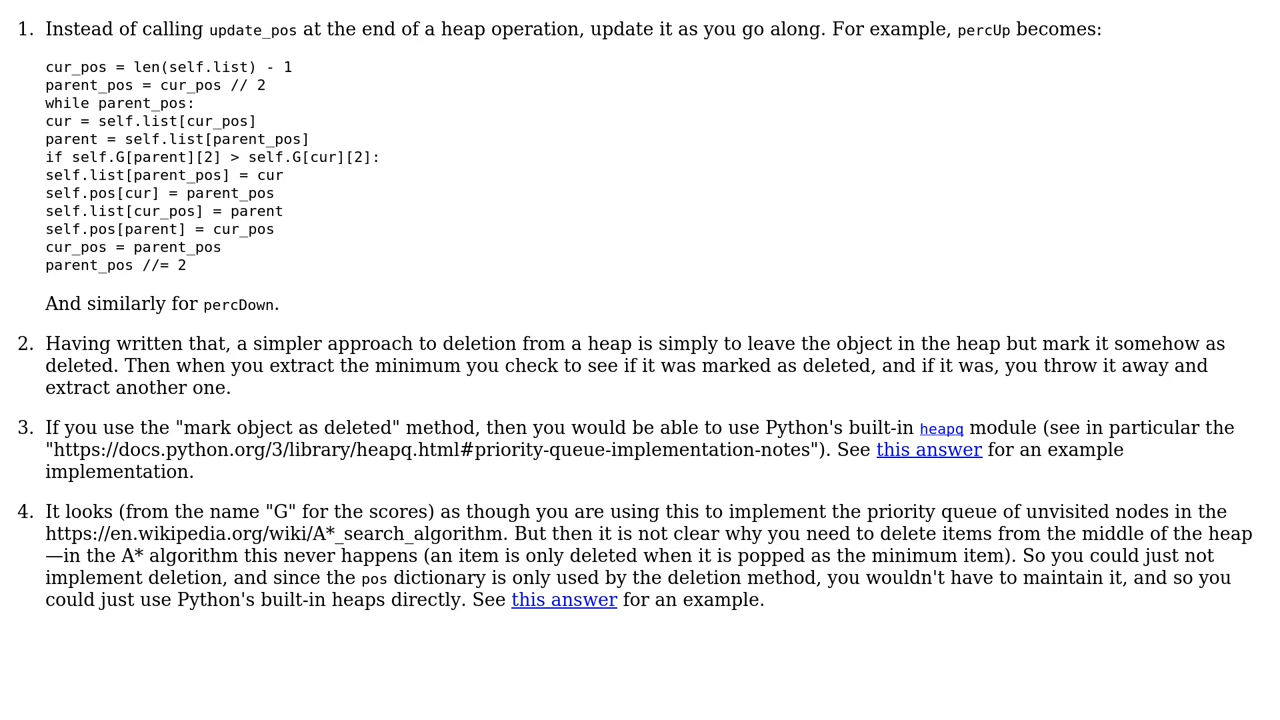 1. Instead of calling update_pos at the end of a heap operation, update it as you go along. For example, percUp becomes:
cur_pos = len(self.list) - 1
parent_pos = cur_pos // 2
while parent_pos:
cur = self.list[cur_pos]
parent = self.list[parent_pos]
if self.G[parent][2] > self.G[cur][2]:
self.list[parent_pos] = cur
self.pos[cur] = parent_pos
self.list[cur_pos] = parent
self.pos[parent] = cur_pos
cur_pos = parent_pos
parent_pos //= 2
And similarly for percDown.
2. Having written that, a simpler approach to deletion from a heap is simply to leave the object in the heap but mark it somehow as
deleted. Then when you extract the minimum you check to see if it was marked as deleted, and if it was, you throw it away and
extract another one.
3. If you use the "mark object as deleted" method, then you would be able to use Python's built-in heapq module (see in particular the
"https://docs.python.org/3/library/heapq.html#priority-queue-implementation-notes"). See this answer for an example
implementation.
4. It looks (from the name "G" for the scores) as though you are using this to implement the priority queue of unvisited nodes in the
https://en.wikipedia.org/wiki/A*_search_algorithm. But then it is not clear why you need to delete items from the middle of the heap
—in the A* algorithm this never happens (an item is only deleted when it is popped as the minimum item). So you could just not
implement deletion, and since the pos dictionary is only used by the deletion method, you wouldn't have to maintain it, and so you
could just use Python's built-in heaps directly. See this answer for an example.